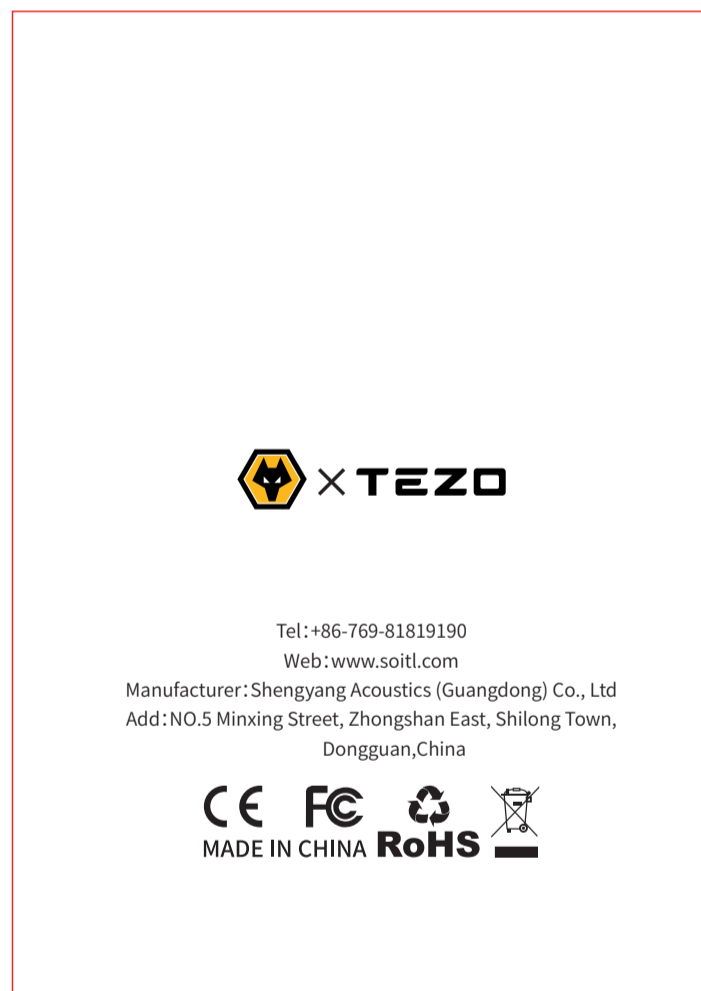 × TEZO
Tel:+86-769-81819190
Web:www.soitl.com
Manufacturer:Shengyang Acoustics (Guangdong) Co., Ltd
Add:NO.5 Minxing Street, Zhongshan East, Shilong Town,
Dongguan,China
CE FC
MADE IN CHINA RoHS